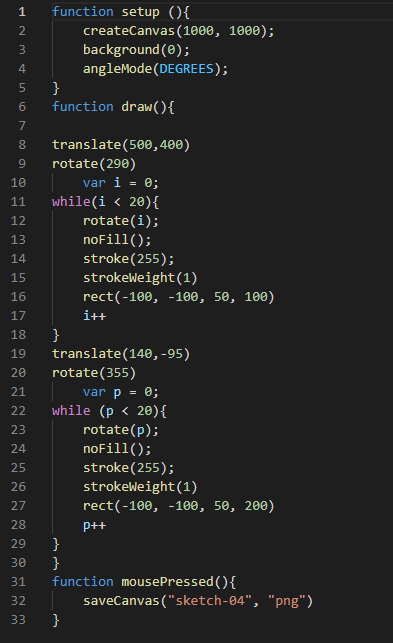 1 function setup (){
2     createCanvas(1000, 1000);
3     background(0);
4     angleMode(DEGREES);
5 }
6 function draw(){
7
8 translate(500,400)
9 rotate(290)
10     var i = 0;
11 while(i < 20){
12     rotate(i);
13     noFill();
14     stroke(255);
15     strokeWeight(1)
16     rect(-100, -100, 50, 100)
17     i++
18 }
19 translate(140,-95)
20 rotate(355)
21     var p = 0;
22 while (p < 20){
23     rotate(p);
24     noFill();
25     stroke(255);
26     strokeWeight(1)
27     rect(-100, -100, 50, 200)
28     p++
29 }
30 }
31 function mousePressed(){
32     saveCanvas("sketch-04", "png")
33 }